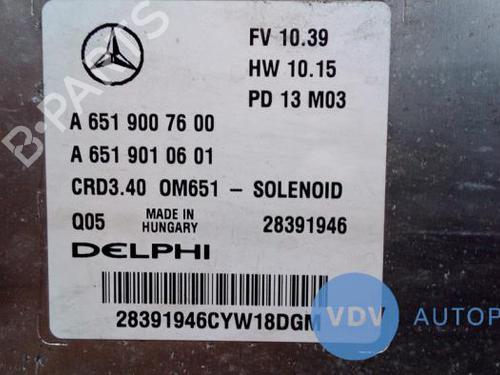 FV 10.39
HW 10.15
PD 13 M03
A 651 900 76 00
A 651 901 06 01
CRD3.40 OM651 - SOLENOID
Q05 MADE IN HUNGARY 28391946
DELPHI
28391946CYW18DGM
B-PARTS
VDV AUTOP